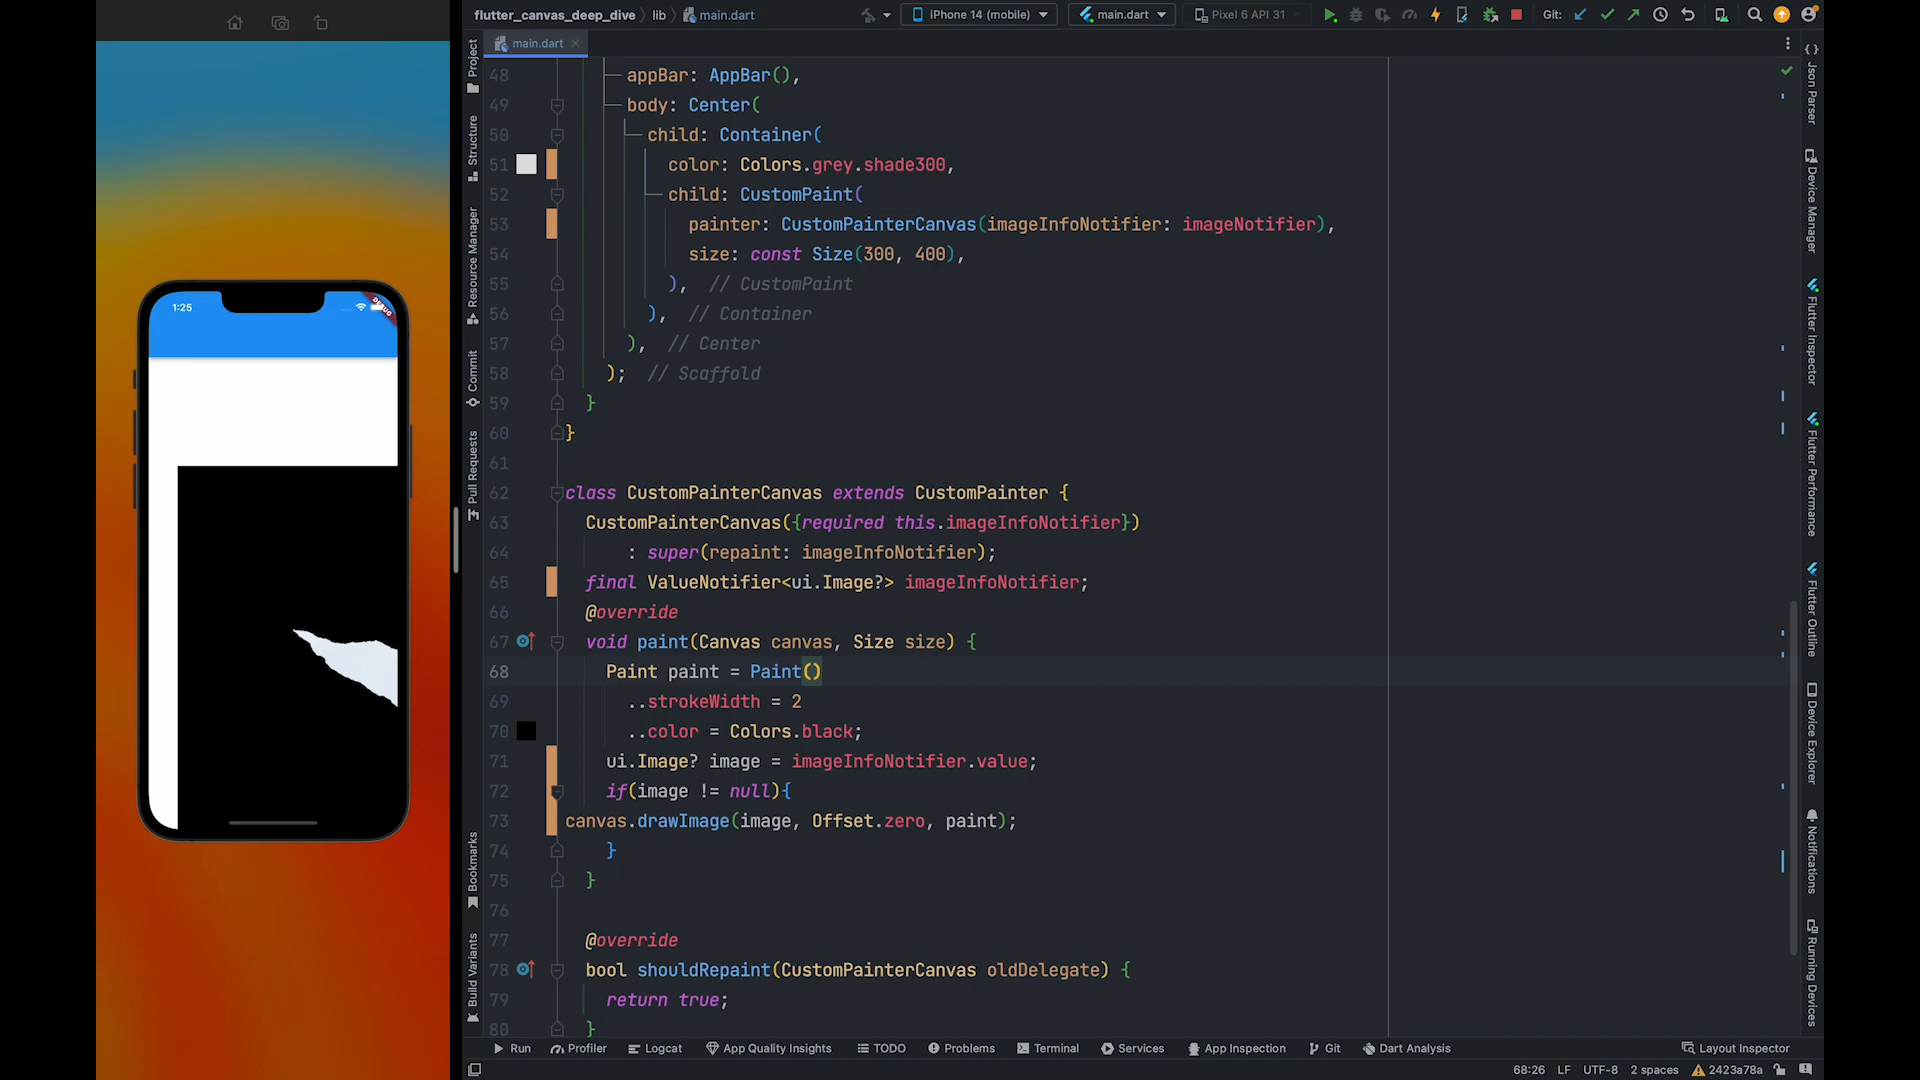 flutter_canvas_deep_dive
lib
main.dart
iPhone 14 (mobile)
main.dart
Pixel 6 API 31
Git:
main.dart
1:25
DEBUG
Project
Structure
Resource Manager
Commit
Pull Requests
Bookmarks
Build Variants
48 appBar: AppBar(),
49 body: Center(
50 child: Container(
51 color: Colors.grey.shade300,
52 child: CustomPaint(
53 painter: CustomPainterCanvas(imageInfoNotifier: imageNotifier),
54 size: const Size(300, 400),
55 ), // CustomPaint
56 ), // Container
57 ), // Center
58 ); // Scaffold
59 }
60 }
61
62 class CustomPainterCanvas extends CustomPainter {
63 CustomPainterCanvas({required this.imageInfoNotifier})
64 : super(repaint: imageInfoNotifier);
65 final ValueNotifier<ui.Image?> imageInfoNotifier;
66 @override
67 void paint(Canvas canvas, Size size) {
68 Paint paint = Paint()
69 ..strokeWidth = 2
70 ..color = Colors.black;
71 ui.Image? image = imageInfoNotifier.value;
72 if(image != null){
73 canvas.drawImage(image, Offset.zero, paint);
74 }
75 }
76
77 @override
78 bool shouldRepaint(CustomPainterCanvas oldDelegate) {
79 return true;
80 }
Json Parser
Device Manager
Flutter Inspector
Flutter Performance
Flutter Outline
Device Explorer
Notifications
Running Devices
Run
Profiler
Logcat
App Quality Insights
TODO
Problems
Terminal
Services
App Inspection
Git
Dart Analysis
Layout Inspector
68:26
LF
UTF-8
2 spaces
2423a78a